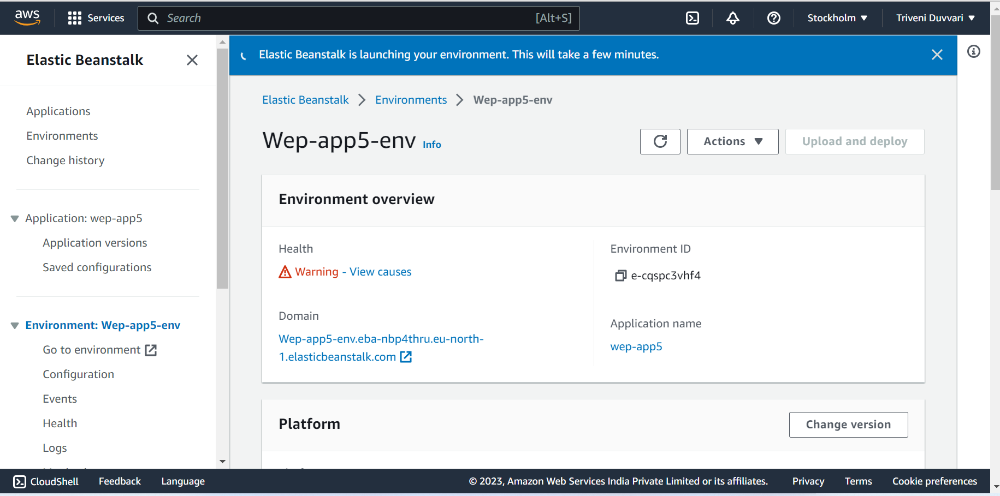 aws
Services
Search
[Alt+S]
Stockholm
Triveni Duvvari
Elastic Beanstalk
Applications
Environments
Change history
Application: wep-app5
Application versions
Saved configurations
Environment: Wep-app5-env
Go to environment
Configuration
Events
Health
Logs
Elastic Beanstalk is launching your environment. This will take a few minutes.
Elastic Beanstalk
Environments
Wep-app5-env
Wep-app5-env Info
Actions
Upload and deploy
Environment overview
Health
Warning - View causes
Domain
Wep-app5-env.eba-nbp4thru.eu-north-
1.elasticbeanstalk.com
Environment ID
e-cqspc3vhf4
Application name
wep-app5
Platform
Change version
CloudShell
Feedback
Language
© 2023, Amazon Web Services India Private Limited or its affiliates.
Privacy
Terms
Cookie preferences